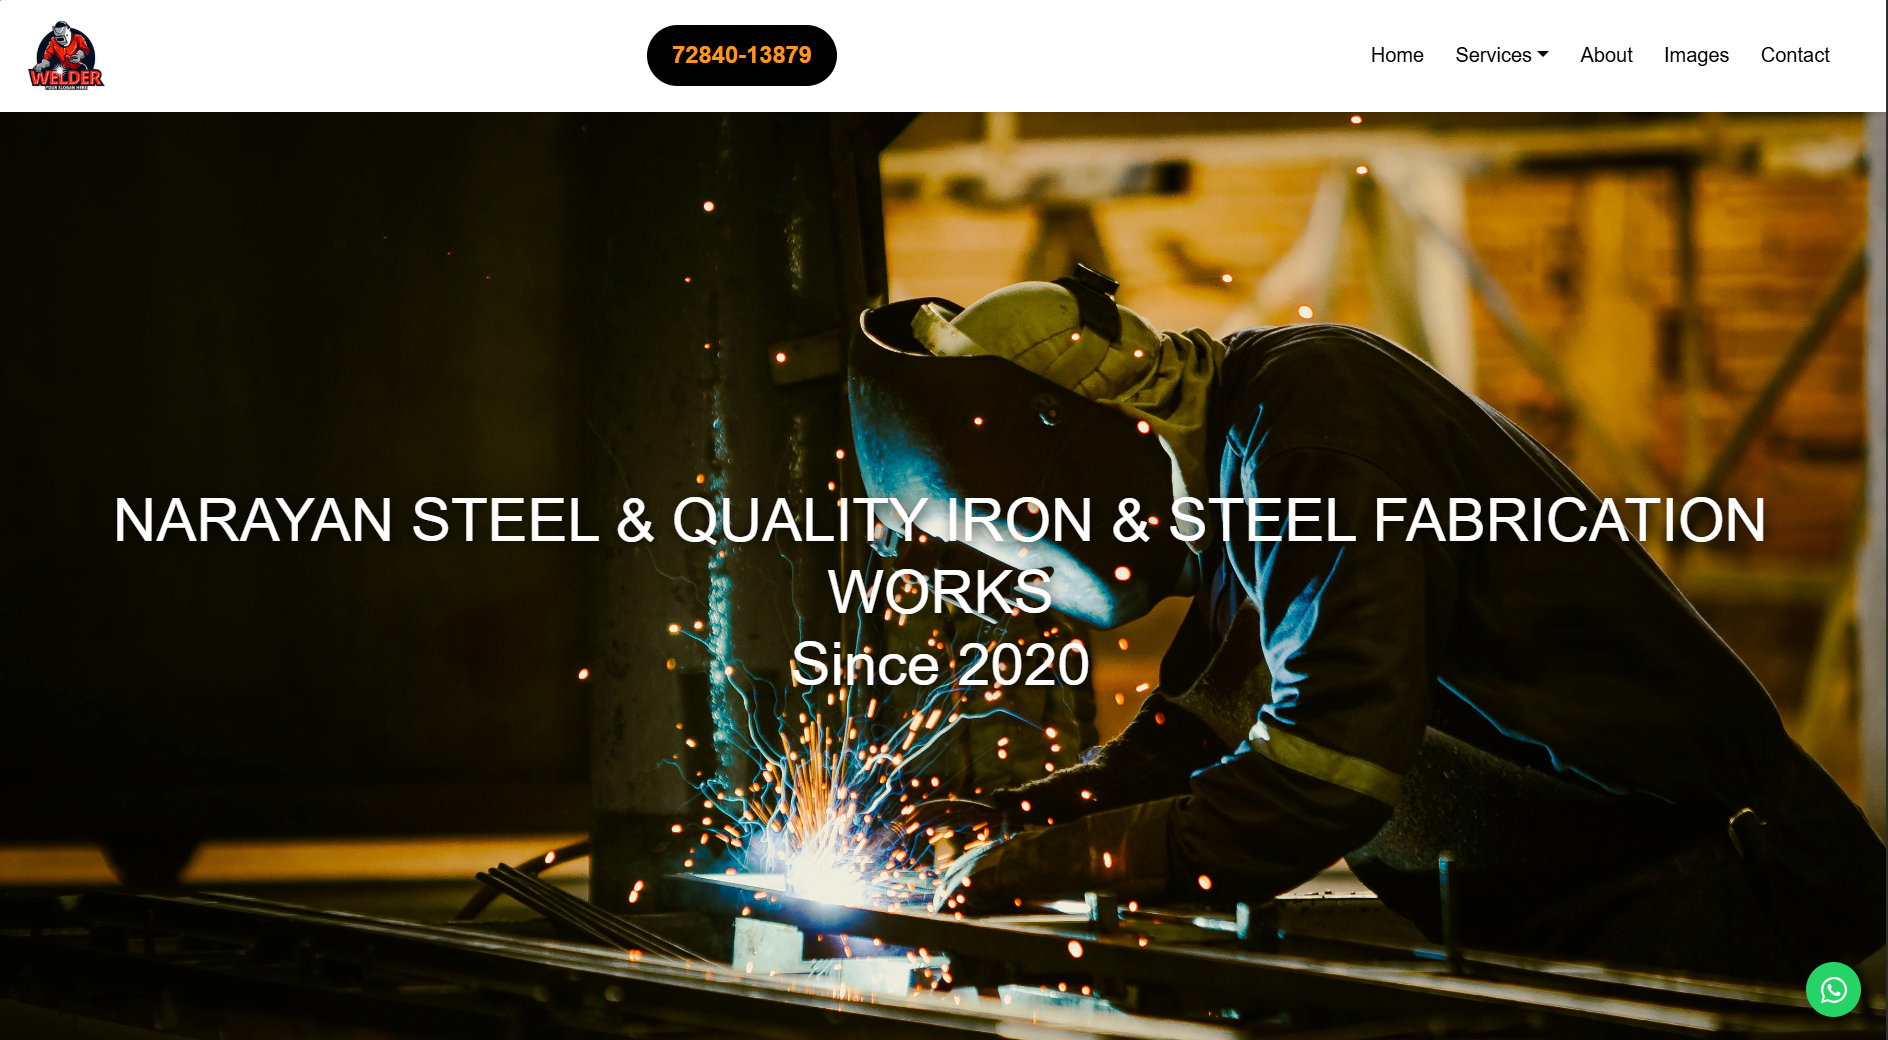 WELDER
YOUR SLOGAN HERE
72840-13879
Home Services About Images Contact
NARAYAN STEEL & QUALITY IRON & STEEL FABRICATION
WORKS
Since 2020